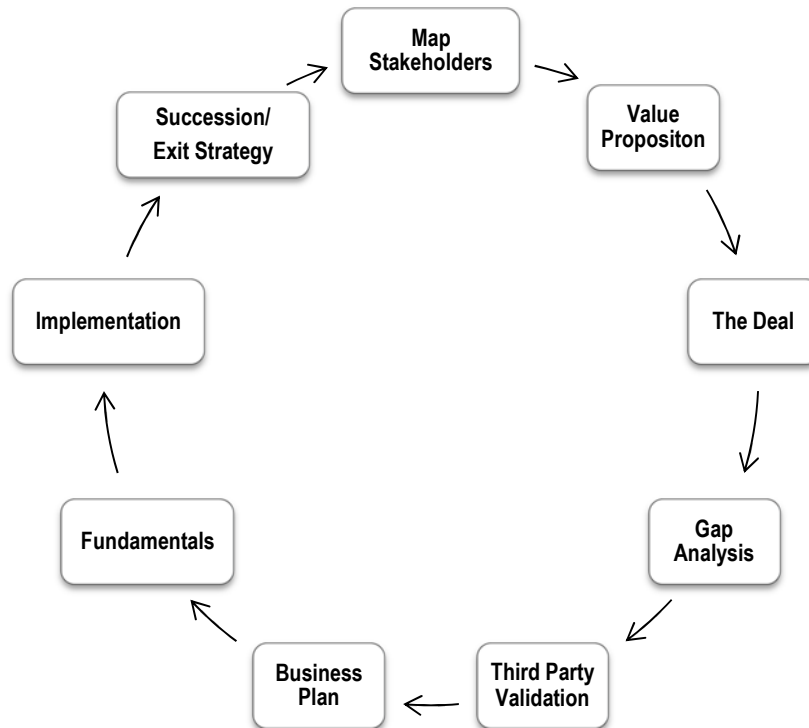 Map
Stakeholders
Value
Propositon
The Deal
Gap
Analysis
Third Party
Validation
Business
Plan
Fundamentals
Implementation
Succession/
Exit Strategy